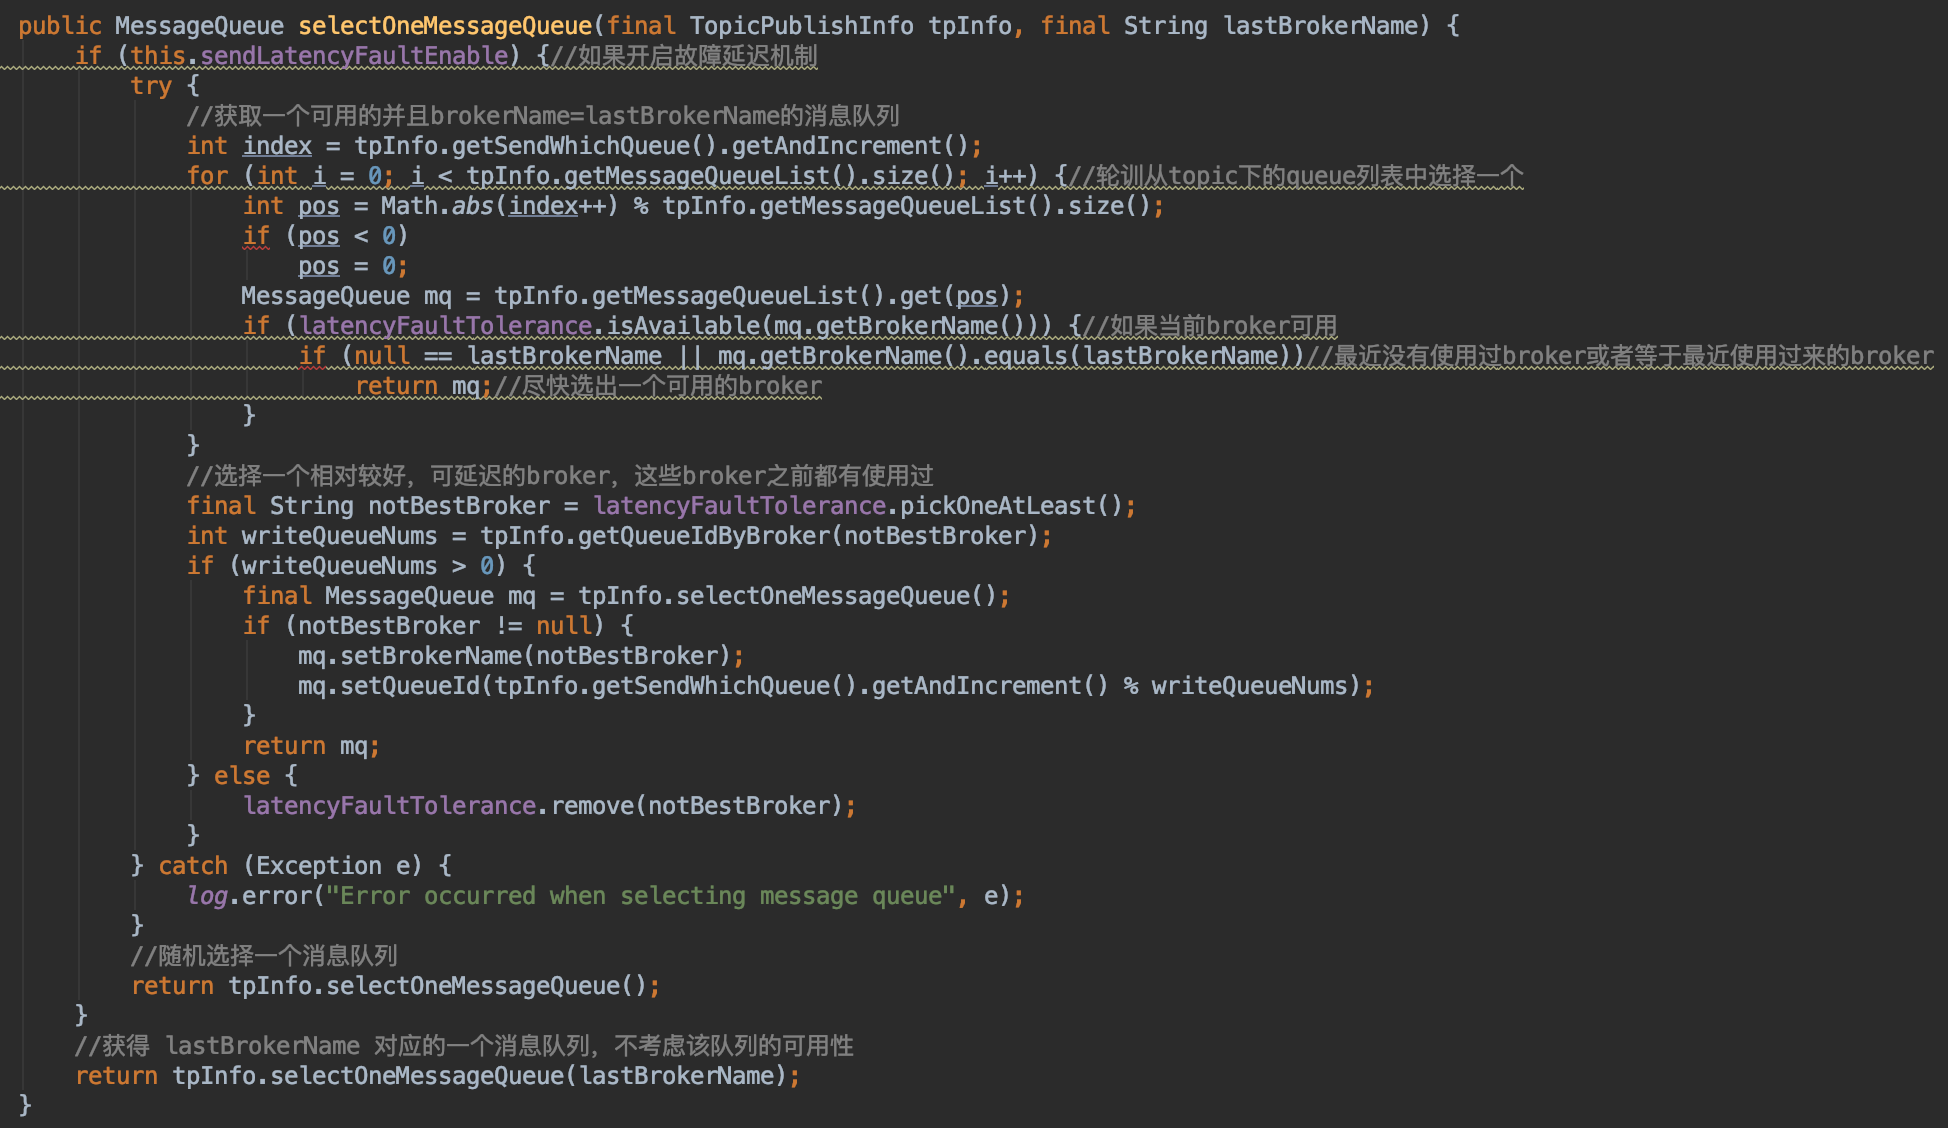 public MessageQueue selectOneMessageQueue(final TopicPublishInfo tpInfo, final String lastBrokerName) {
if (this.sendLatencyFaultEnable) {//如果开启故障延迟机制
try {
//获取一个可用的并且brokerName=lastBrokerName的消息队列
int index = tpInfo.getSendWhichQueue().getAndIncrement();
for (int i = 0; i < tpInfo.getMessageQueueList().size(); i++) {//轮训从topic下的queue列表中选择一个
int pos = Math.abs(index++) % tpInfo.getMessageQueueList().size();
if (pos < 0)
pos = 0;
MessageQueue mq = tpInfo.getMessageQueueList().get(pos);
if (latencyFaultTolerance.isAvailable(mq.getBrokerName())) {//如果当前broker可用
if (null == lastBrokerName || mq.getBrokerName().equals(lastBrokerName))//最近没有使用过broker或者等于最近使用过来的broker
return mq;//尽快选出一个可用的broker
}
}
//选择一个相对较好，可延迟的broker，这些broker之前都有使用过
final String notBestBroker = latencyFaultTolerance.pickOneAtLeast();
int writeQueueNums = tpInfo.getQueueIdByBroker(notBestBroker);
if (writeQueueNums > 0) {
final MessageQueue mq = tpInfo.selectOneMessageQueue();
if (notBestBroker != null) {
mq.setBrokerName(notBestBroker);
mq.setQueueId(tpInfo.getSendWhichQueue().getAndIncrement() % writeQueueNums);
}
return mq;
} else {
latencyFaultTolerance.remove(notBestBroker);
}
} catch (Exception e) {
log.error("Error occurred when selecting message queue", e);
}
//随机选择一个消息队列
return tpInfo.selectOneMessageQueue();
}
//获得 lastBrokerName 对应的一个消息队列，不考虑该队列的可用性
return tpInfo.selectOneMessageQueue(lastBrokerName);
}